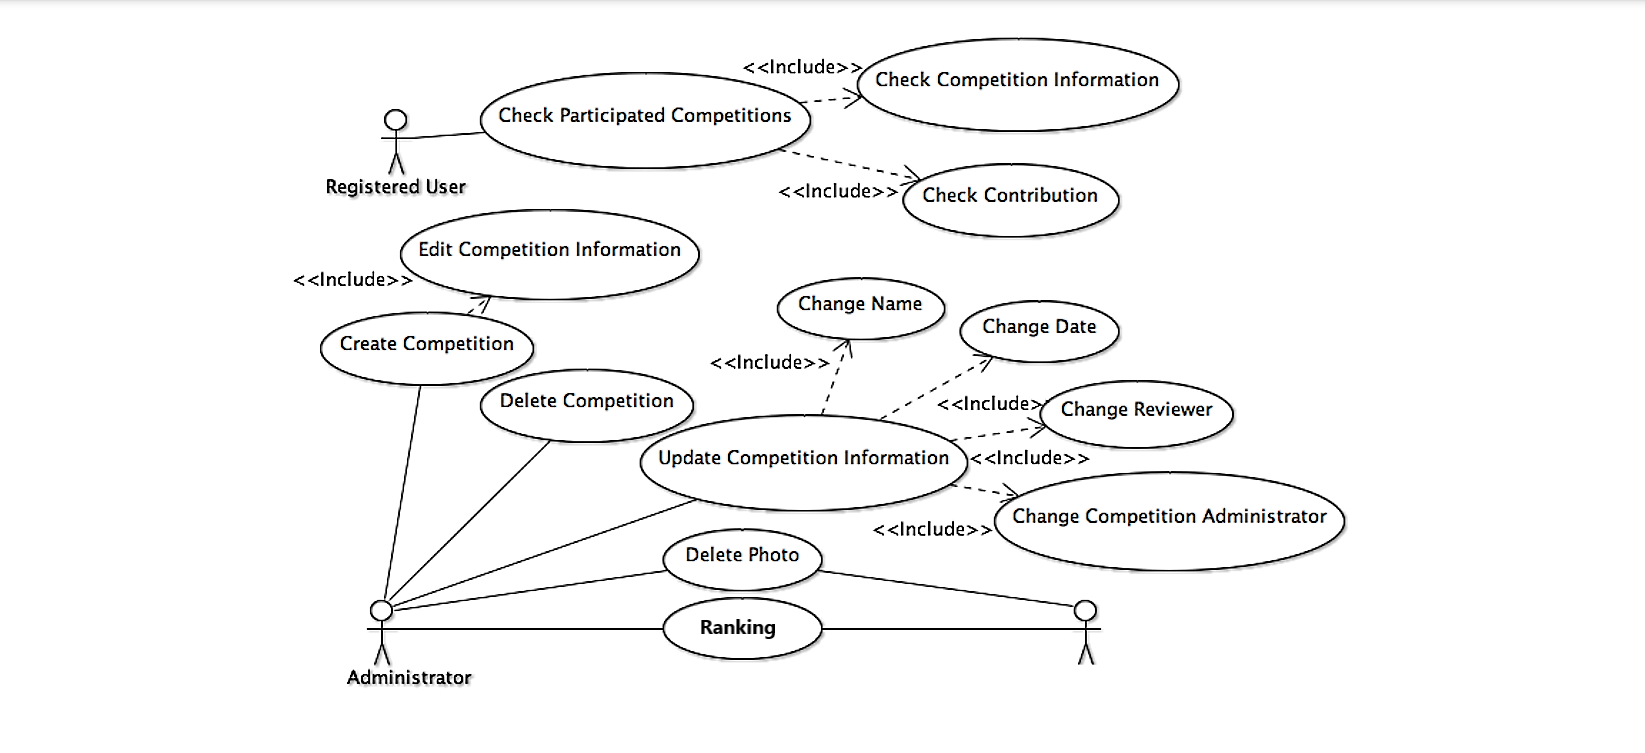 <<Include>>
Check Competition Information
Check Participated Competitions
Registered User
<<Include>>
Check Contribution
Edit Competition Information
<<Include>>
Change Name
Change Date
Create Competition
<<Include>>
Delete Competition
<<Include>
Change Reviewer
Update Competition Information
<<Include>>
Change Competition Administrator
<<Include>>
Delete Photo
Ranking
Administrator